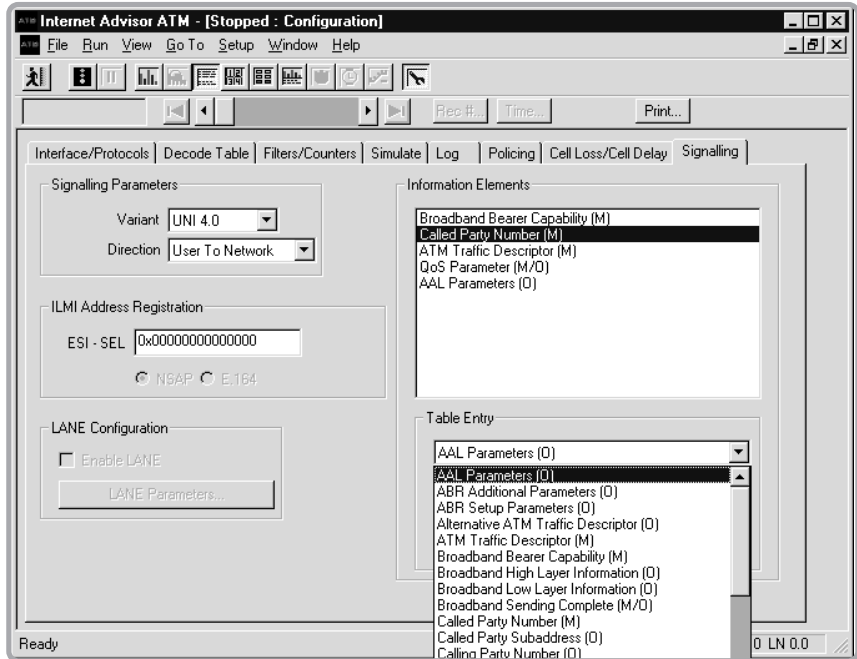 ATM Internet Advisor ATM - [Stopped : Configuration]
ATM File Run View Go To Setup Window Help
Rec #... Time... Print...
Interface/Protocols Decode Table Filters/Counters Simulate Log Policing Cell Loss/Cell Delay Signalling
Signalling Parameters
Variant UNI 4.0
Direction User To Network
ILMI Address Registration
ESI - SEL 0x00000000000000
NSAP E.164
LANE Configuration
Enable LANE
LANE Parameters...
Information Elements
Broadband Bearer Capability (M)
Called Party Number (M)
ATM Traffic Descriptor (M)
QoS Parameter (M/O)
AAL Parameters (O)
Table Entry
AAL Parameters (O)
AAL Parameters (O)
ABR Additional Parameters (O)
ABR Setup Parameters (O)
Alternative ATM Traffic Descriptor (O)
ATM Traffic Descriptor (M)
Broadband Bearer Capability (M)
Broadband High Layer Information (O)
Broadband Low Layer Information (O)
Broadband Sending Complete (M/O)
Called Party Number (M)
Called Party Subaddress (O)
Calling Party Number (O)
Ready 0 LN 0.0